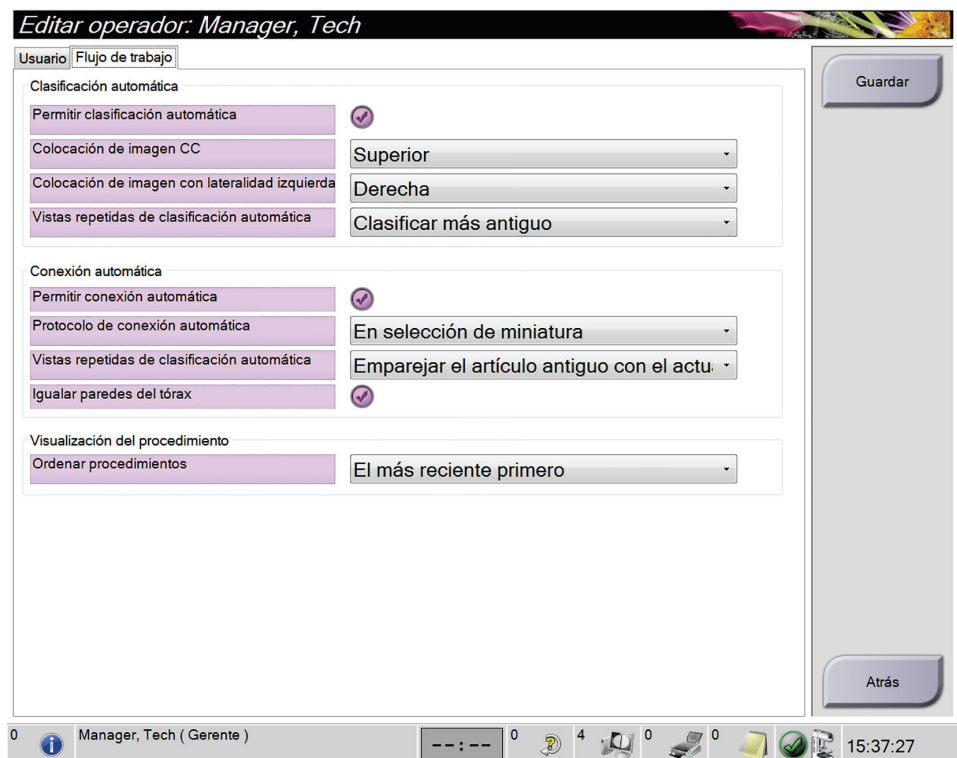 Editar operador: Manager, Tech
Usuario Flujo de trabajo
Guardar
Clasificación automática
Permitir clasificación automática
Colocación de imagen CC Superior
Colocación de imagen con lateralidad izquierda Derecha
Vistas repetidas de clasificación automática Clasificar más antiguo
Conexión automática
Permitir conexión automática
Protocolo de conexión automática En selección de miniatura
Vistas repetidas de clasificación automática Emparejar el artículo antiguo con el actu
Igualar paredes del tórax
Visualización del procedimiento
Ordenar procedimientos El más reciente primero
Atrás
0 Manager, Tech ( Gerente ) --:-- 0 4 0 0 15:37:27